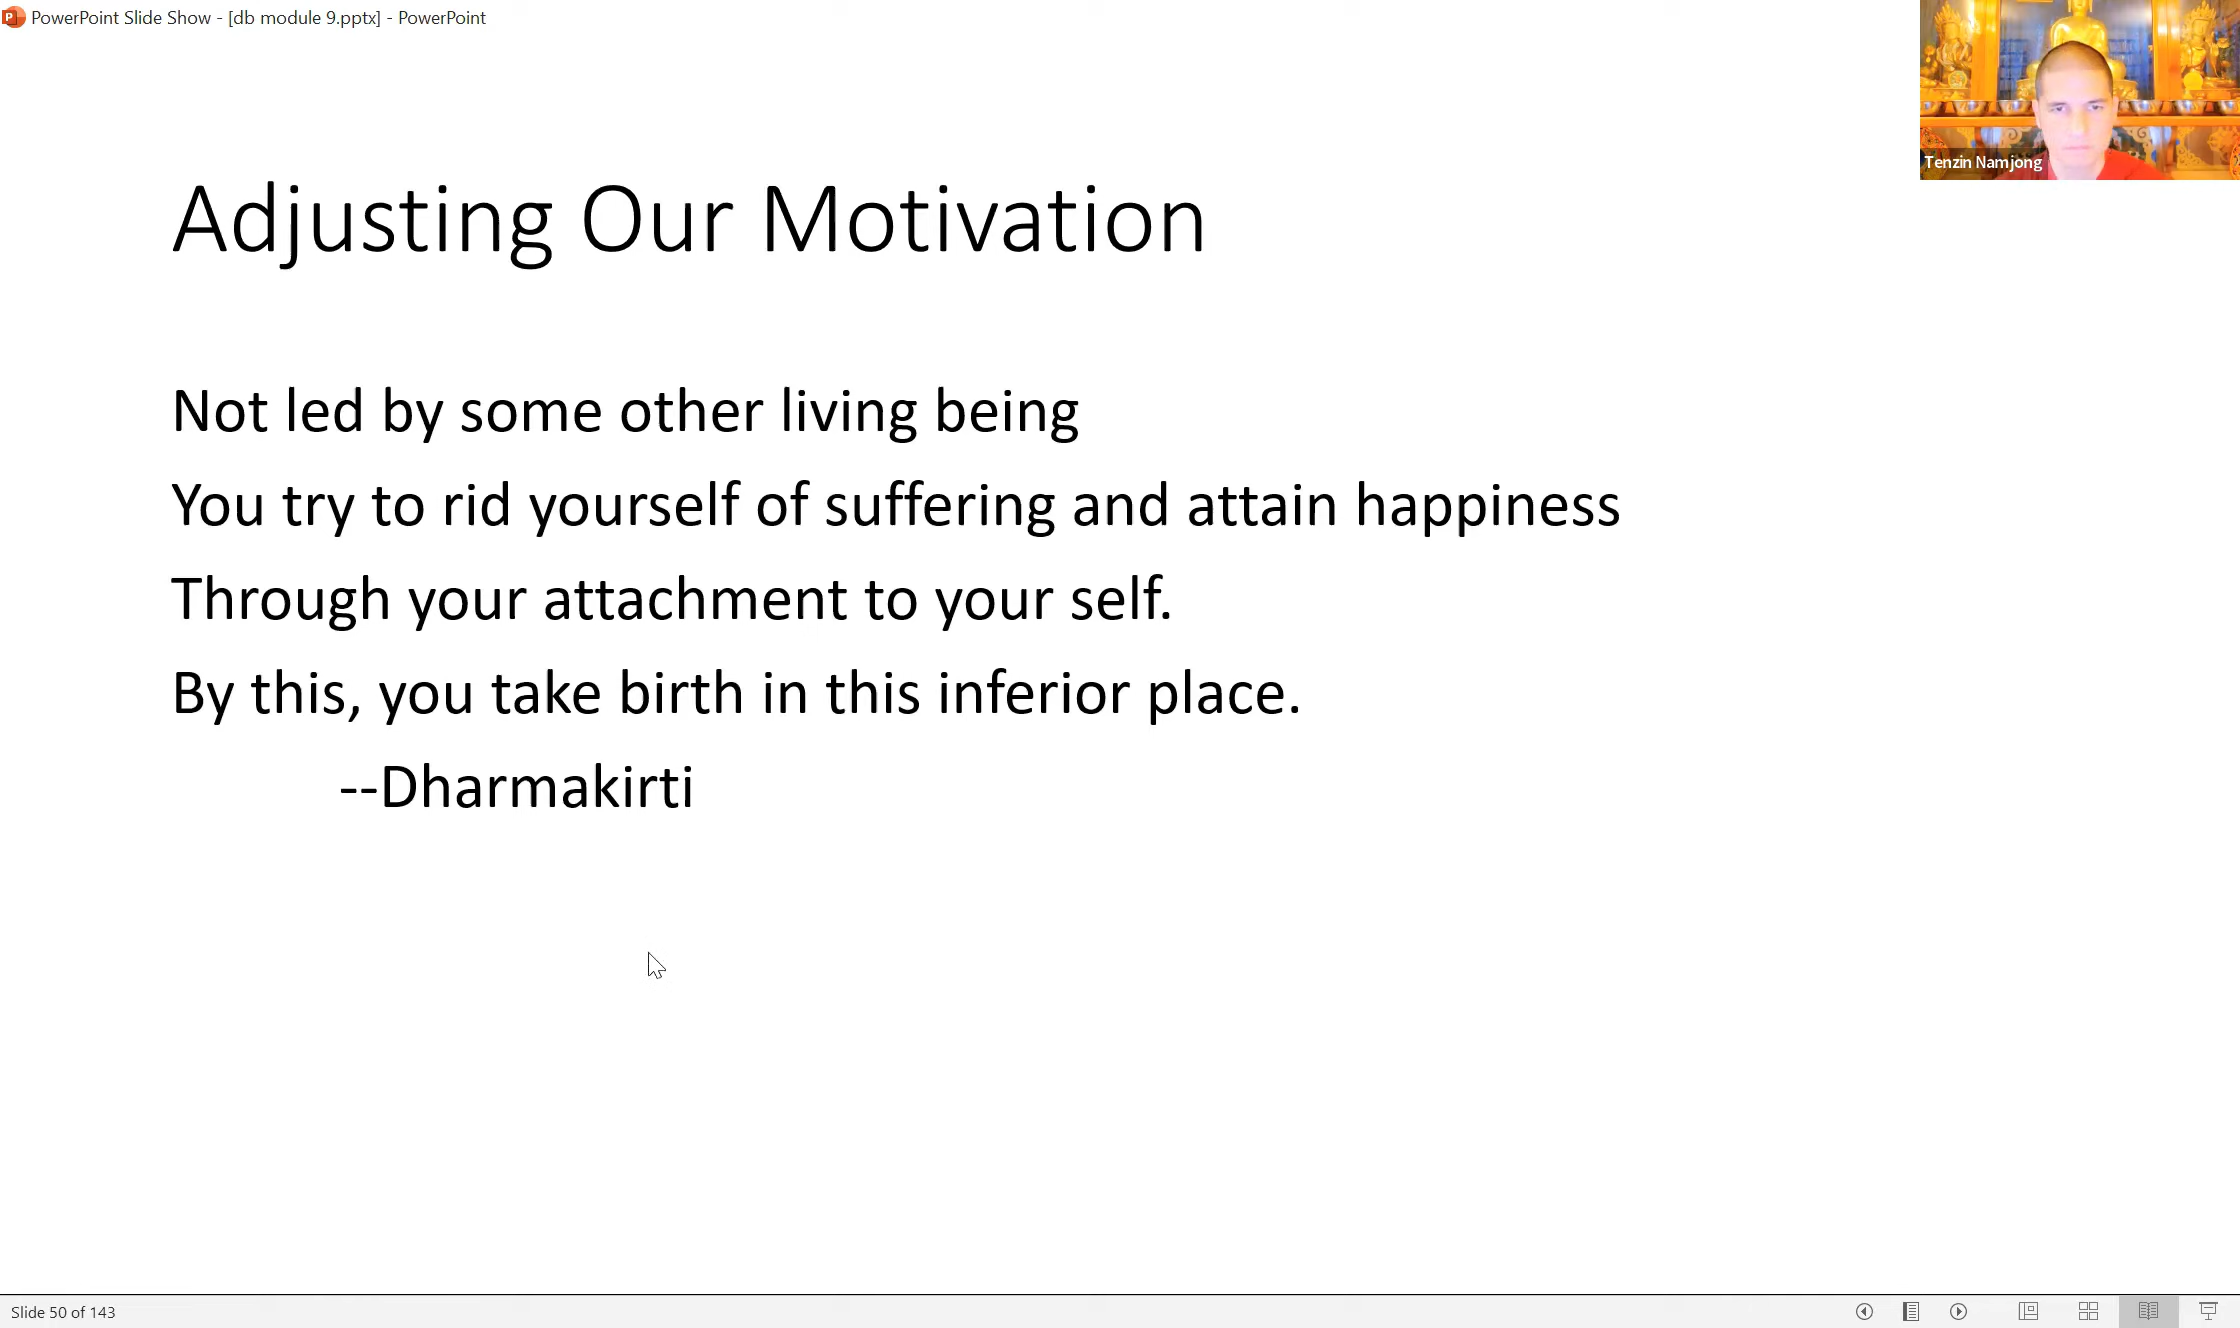 PowerPoint Slide Show - [db module 9.pptx] - PowerPoint
Tenzin Namjong
Adjusting Our Motivation
Not led by some other living being
You try to rid yourself of suffering and attain happiness
Through your attachment to your self.
By this, you take birth in this inferior place.
--Dharmakirti
Slide 50 of 143